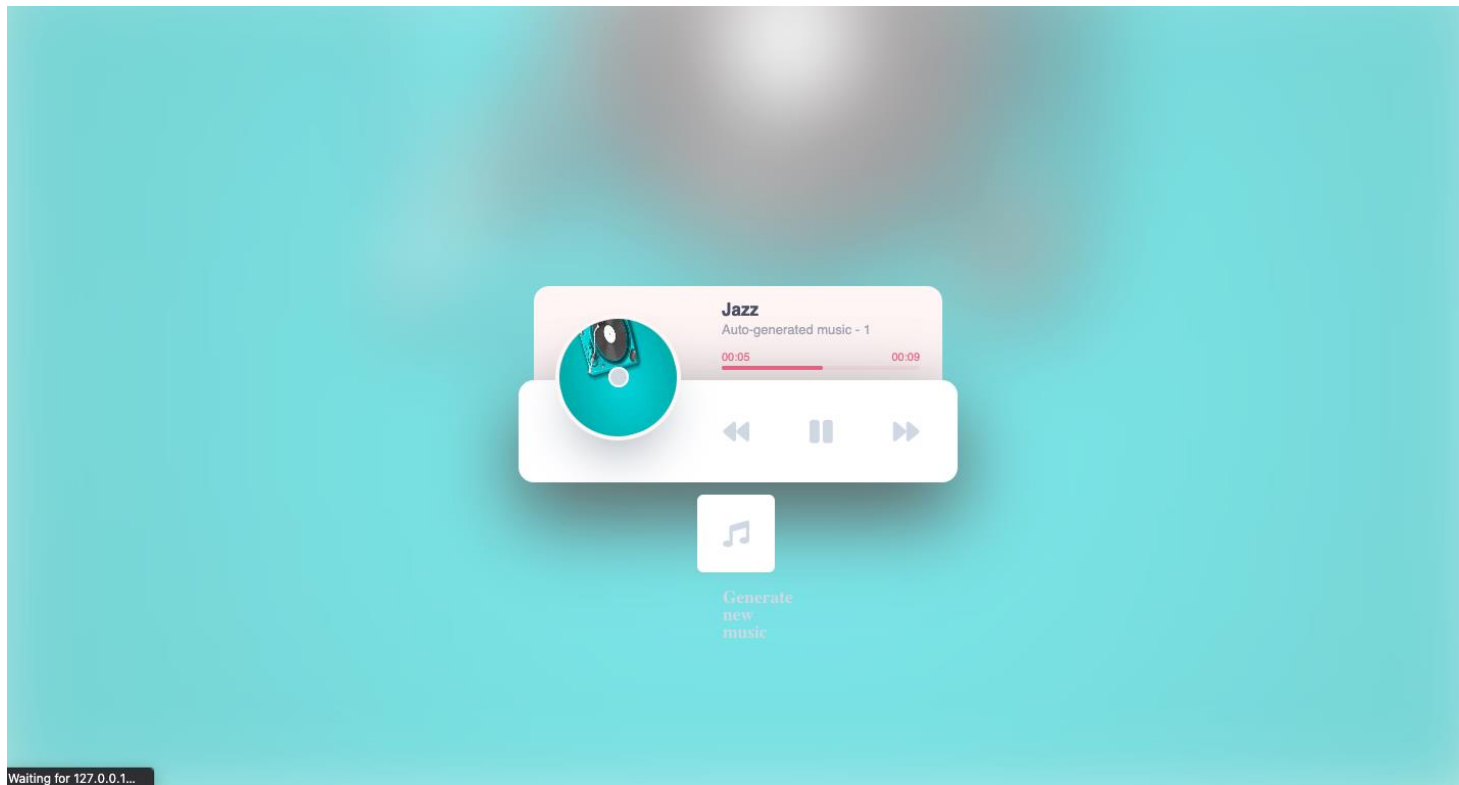 Jazz
Auto-generated music - 1
00:05 00:09
Generate
new
music
Waiting for 127.0.0.1...